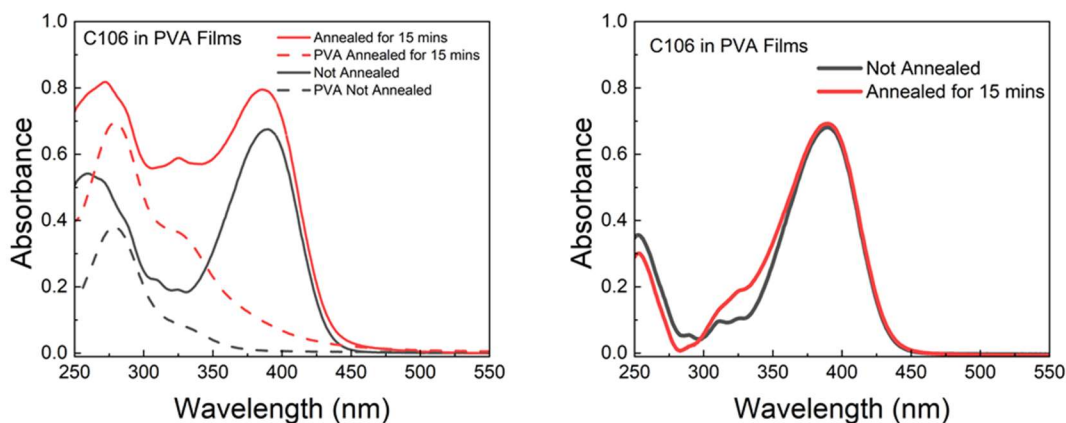 C106 in PVA Films
Annealed for 15 mins
PVA Annealed for 15 mins
Not Annealed
PVA Not Annealed
Absorbance
1.0
0.8
0.6
0.4
0.2
0.0
250 300 350 400 450 500 550
Wavelength (nm)
C106 in PVA Films
Not Annealed
Annealed for 15 mins
Absorbance
1.0
0.8
0.6
0.4
0.2
0.0
250 300 350 400 450 500 550
Wavelength (nm)